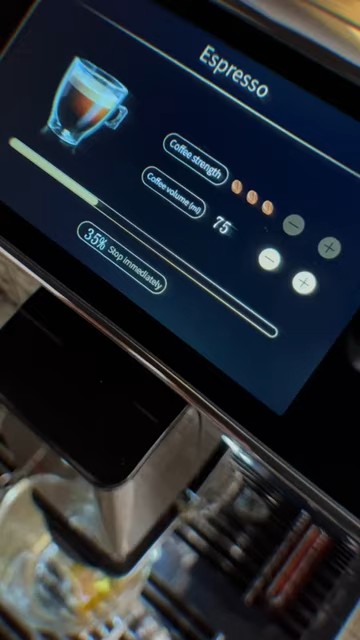 Espresso
Coffee strength
Coffee volume (ml)
75
35% Stop immediately